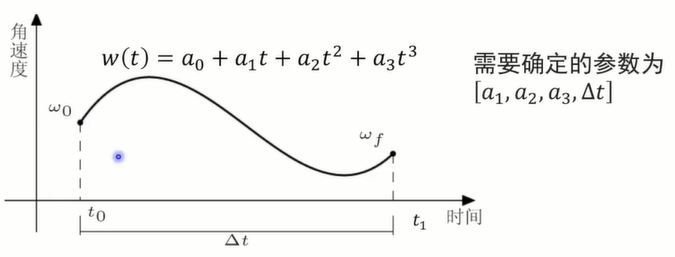 角速度
w(t) = a₀ + a₁t + a₂t² + a₃t³
需要确定的参数为
[a₁, a₂, a₃, Δt]
ω₀
ω_f
t₀
t₁
时间
Δt